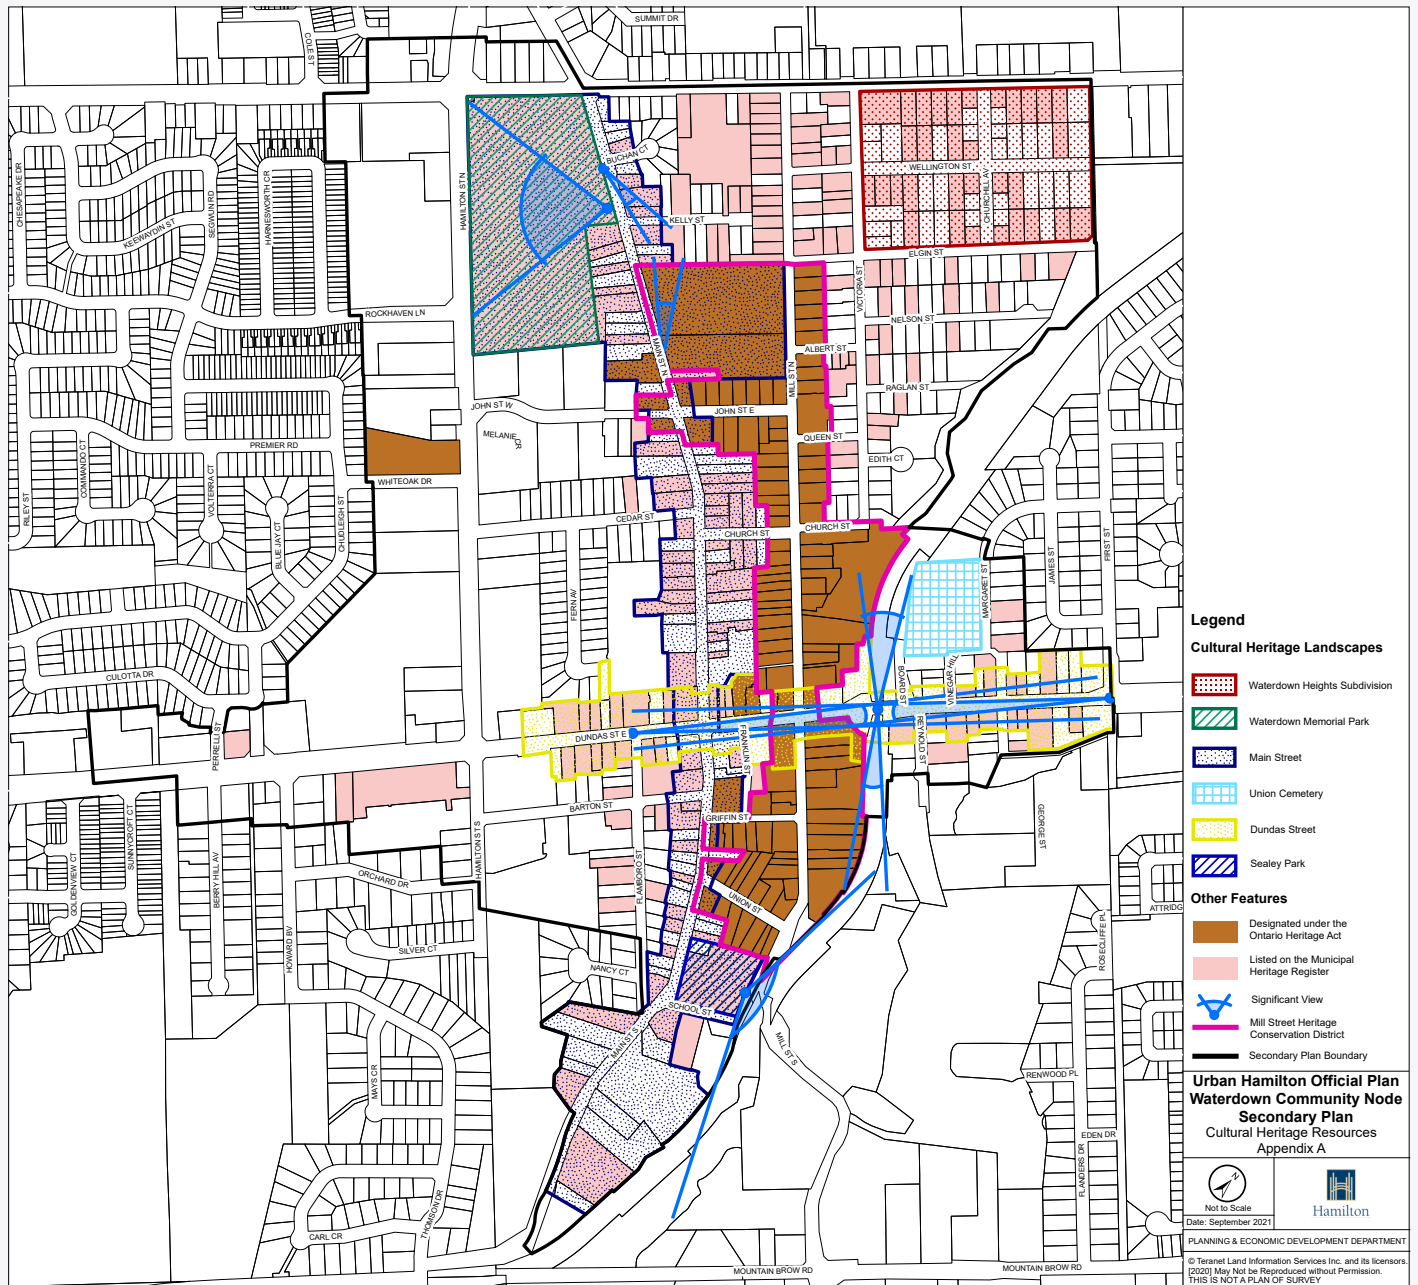 SUMMIT DR
COLE ST
CHESAPEAKE DR
KEEWAYDIN ST
SEGWUN RD
HARNESWORTH CR
HAMILTON ST N
BUCHAN CT
KELLY ST
WELLINGTON ST
CHURCHILL AV
ELGIN ST
VICTORIA ST
ROCKHAVEN LN
NELSON ST
MAIN ST N
ALBERT ST
MILL ST N
RAGLAN ST
JOHN ST W
JOHN ST E
MELANIE CR
QUEEN ST
PREMIER RD
EDITH CT
COMMANDO CT
VOLTERRA CT
WHITEOAK DR
RILEY ST
BLUE JAY CT
CHUDLEIGH ST
CEDAR ST
CHURCH ST
CHURCH ST
FIRST ST
JAMES ST
MARGARET ST
FERN AV
CULOTTA DR
BOARD ST
VINEGAR HILL
PERRELLI ST
DUNDAS ST E
FRANKLIN ST
REYNOLD ST
BARTON ST
GRIFFIN ST
GEORGE ST
SUNNYCROFT CT
GOLDENVIEW CT
BERRY HILL AV
HAMILTON ST S
FLAMBORO ST
ORCHARD DR
UNION ST
ATTRIDG
ROSECLIFFE PL
HOWARD BV
SILVER CT
NANCY CT
SCHOOL ST
MAIN ST S
MILL ST S
MAYS CR
RENWOOD PL
EDEN DR
FLANDERS DR
THOMSON DR
CARL CR
MOUNTAIN BROW RD
MOUNTAIN BROW RD
Legend
Cultural Heritage Landscapes
Waterdown Heights Subdivision
Waterdown Memorial Park
Main Street
Union Cemetery
Dundas Street
Sealey Park
Other Features
Designated under the
Ontario Heritage Act
Listed on the Municipal
Heritage Register
Significant View
Mill Street Heritage
Conservation District
Secondary Plan Boundary
Urban Hamilton Official Plan
Waterdown Community Node
Secondary Plan
Cultural Heritage Resources
Appendix A
N
Not to Scale
Date: September 2021
Hamilton
PLANNING & ECONOMIC DEVELOPMENT DEPARTMENT
© Teranet Land Information Services Inc. and its licensors.
[2020] May Not be Reproduced without Permission.
THIS IS NOT A PLAN OF SURVEY